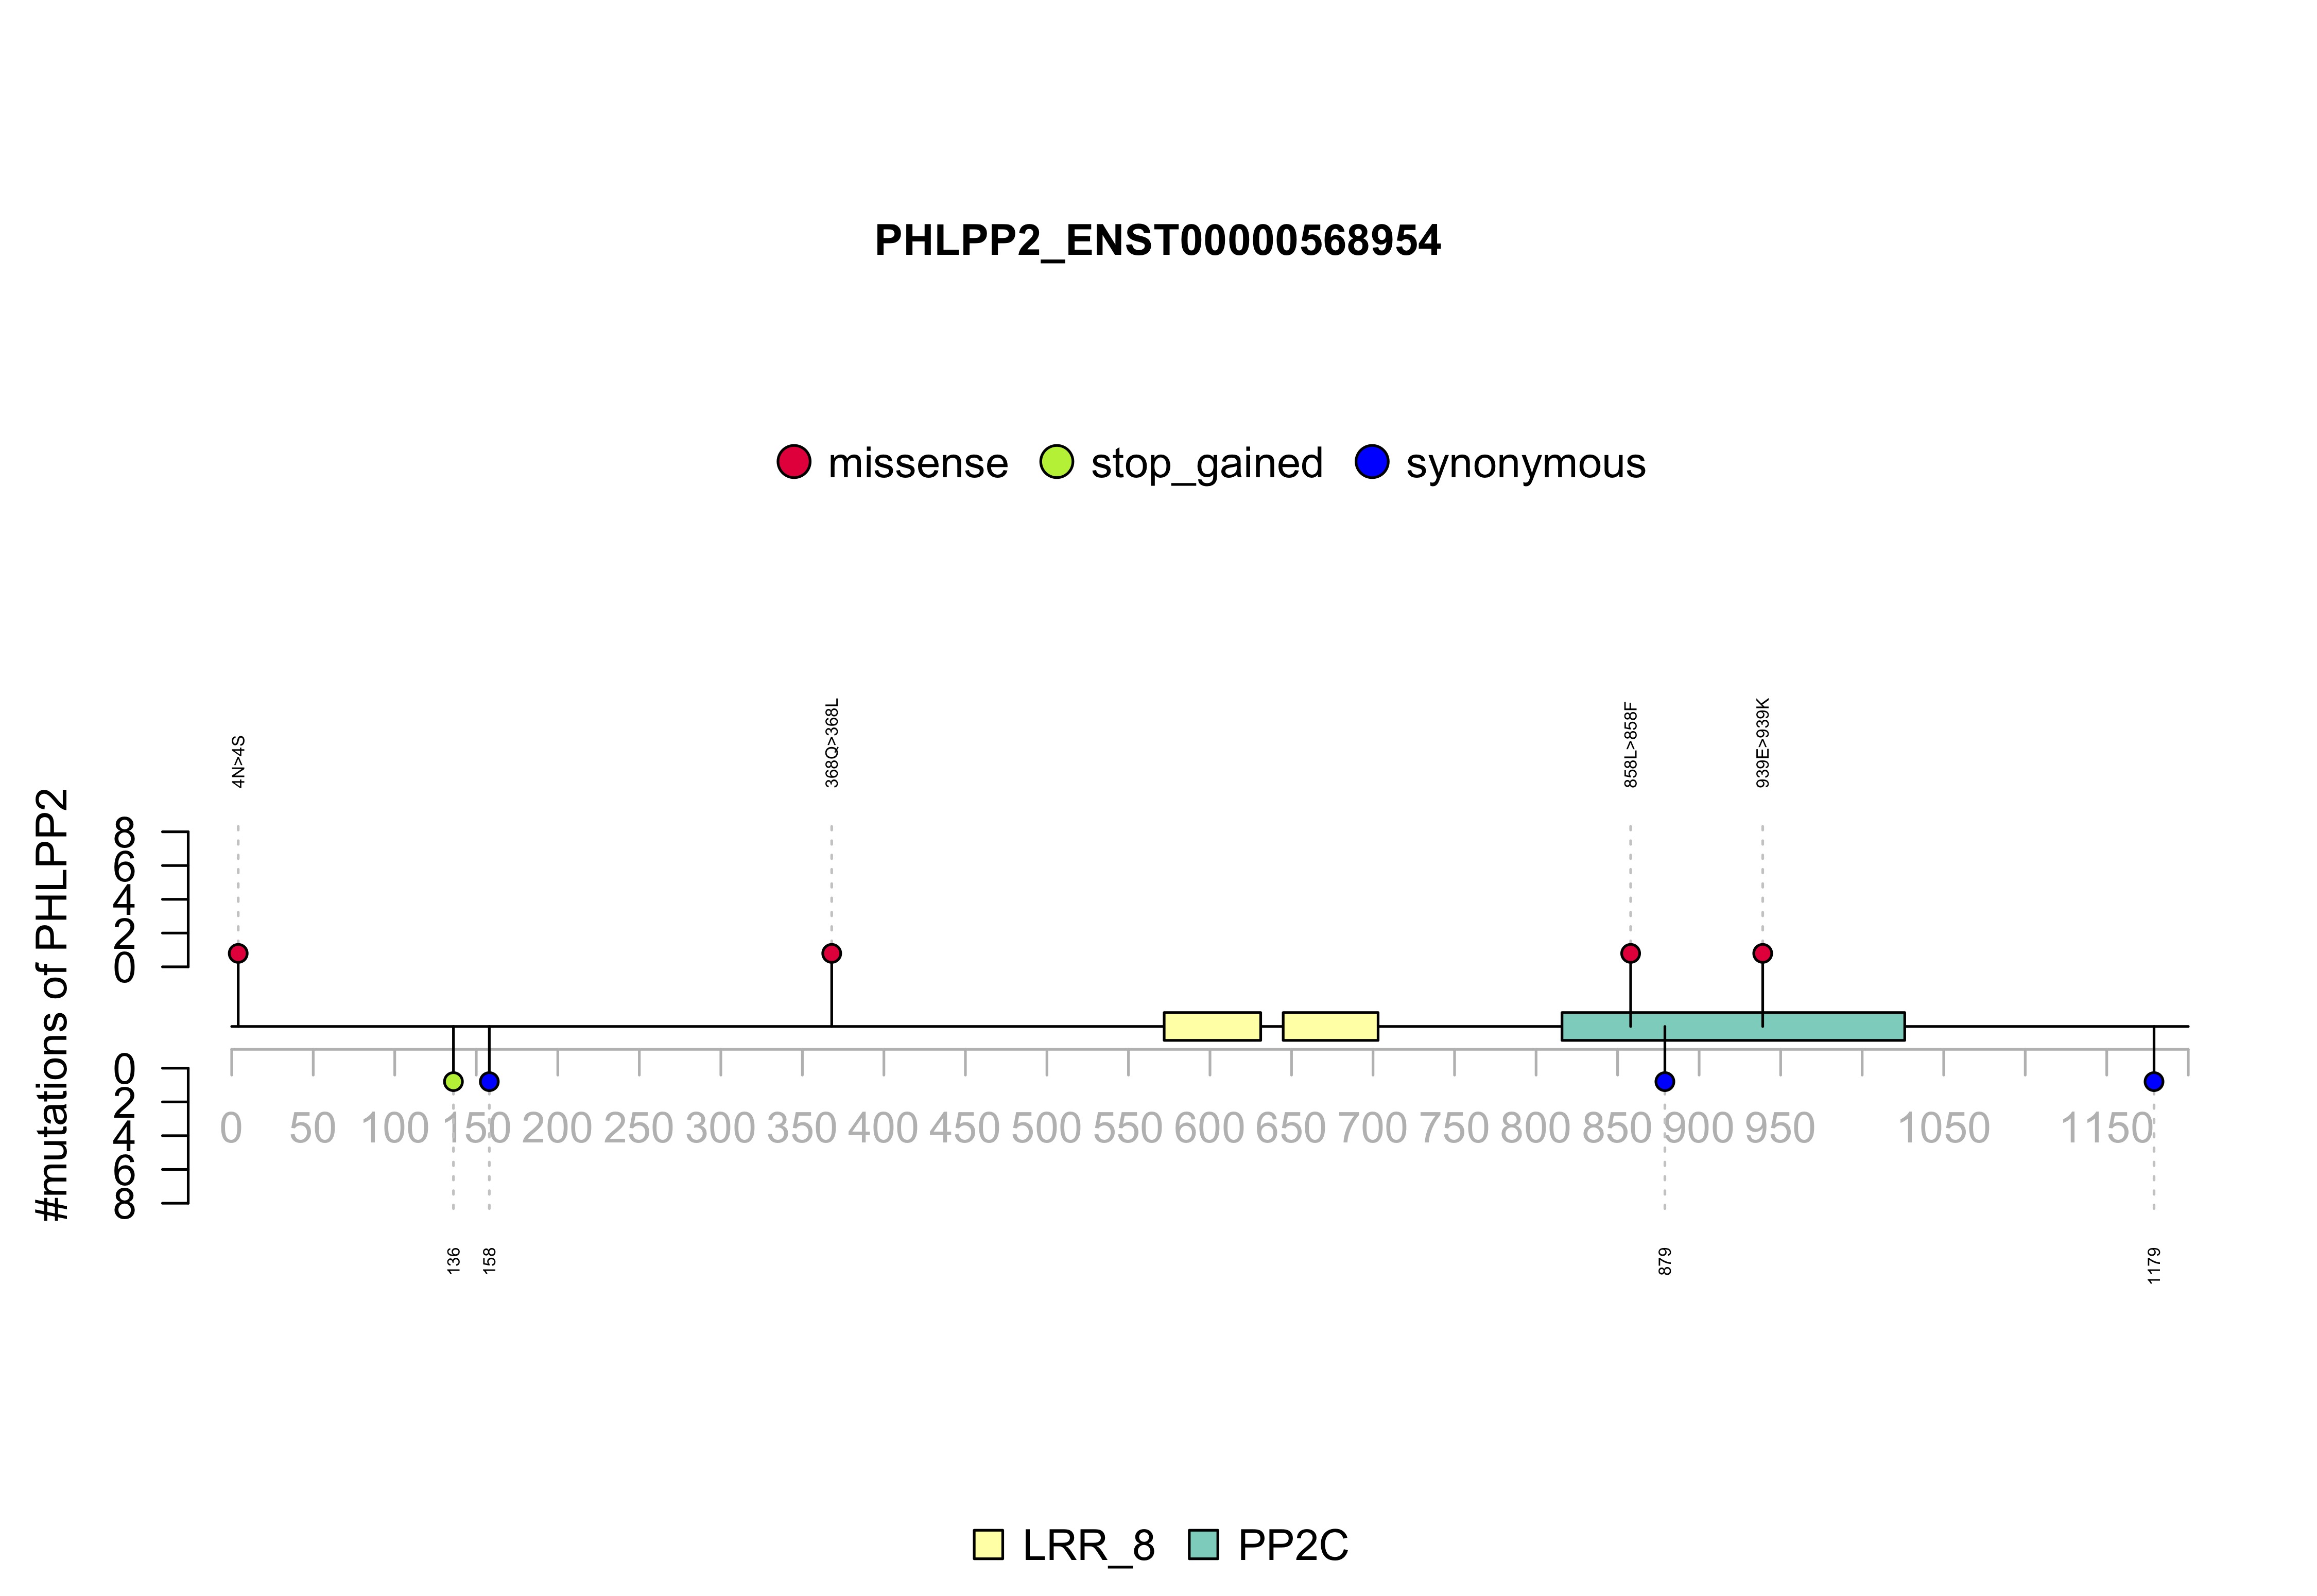 PHLPP2_ENST00000568954
missense stop_gained synonymous
4N>4S 368Q>368L 858L>858F 939E>939K
#mutations of PHLPP2
8
6
4
2
0
0
2
4
6
8
0 50 100 150 200 250 300 350 400 450 500 550 600 650 700 750 800 850 900 950 1050 1150
136 158 879 1179
LRR_8 PP2C